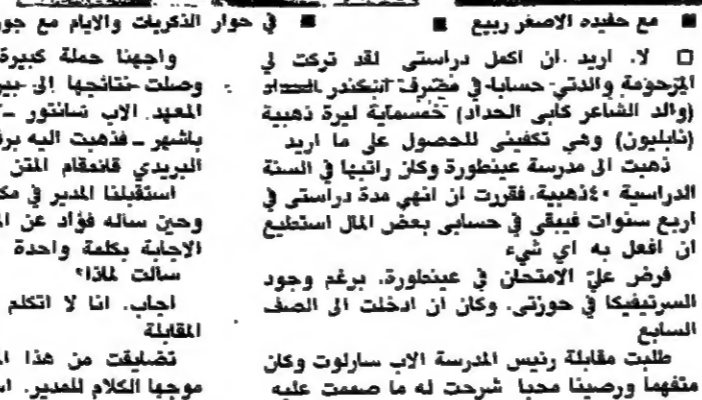 ■ مع حفيده الاصغر ربيع ■
□ لا. اريد ان اكمل دراستي لقد تركت لي
المرحومة والدتي حسابا في مصرف اسكندر الحداد
(والد الشاعر كابي الحداد) خمسماية ليرة ذهبية
(نابليون) وهي تكفيني للحصول على ما اريد
ذهبت الى مدرسة عينطورة وكان راتبها في السنة
الدراسية ٤٠ ذهبية، فقررت ان انهي مدة دراستي في
اربع سنوات فيبقى في حسابي بعض المال استطيع
ان افعل به اي شيء
فرض عليّ الامتحان في عينطورة، برغم وجود
السرتيفيكا في حوزتي. وكان ان ادخلت الى الصف
السابع
طلبت مقابلة رئيس المدرسة الاب سارلوت وكان
متفهما ورصينا محبا شرحت له ما صممت عليه
■ في حوار الذكريات والايام مع
واجهنا حملة كبيرة
وصلت نتائجها الى
المعهد الاب سانتور
باشهر - فذهبت اليه
البريدي قائمقام المتن
استقبلنا المدير في
وحين ساله فؤاد عن
الاجابة بكلمة واحدة
سالت لماذا؟
اجاب. انا لا اتكلم
المقابلة
تضايقت من هذا
موجها الكلام للمدير.